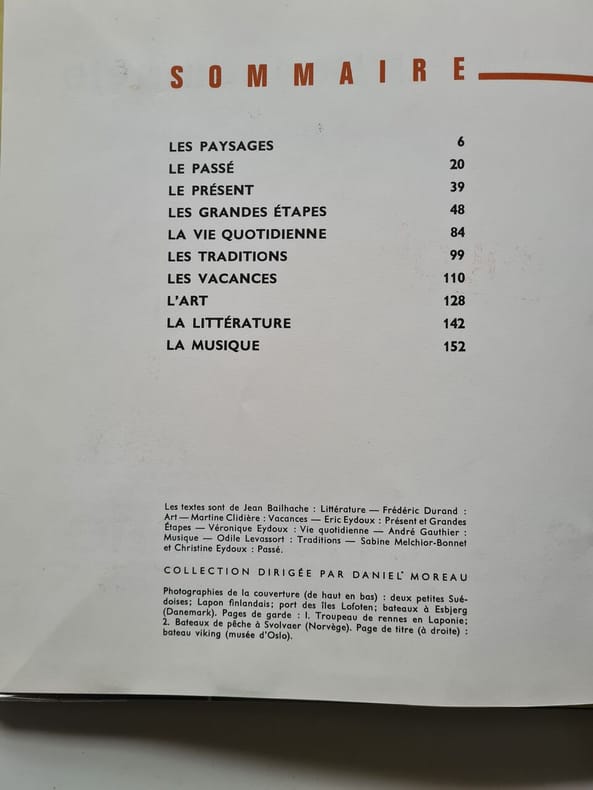 SOMMAIRE
LES PAYSAGES 6
LE PASSÉ 20
LE PRÉSENT 39
LES GRANDES ÉTAPES 48
LA VIE QUOTIDIENNE 84
LES TRADITIONS 99
LES VACANCES 110
L'ART 128
LA LITTÉRATURE 142
LA MUSIQUE 152
Les textes sont de Jean Bailhache : Littérature — Frédéric Durand :
Art — Martine Clidière : Vacances — Eric Eydoux : Présent et Grandes
Étapes — Véronique Eydoux : Vie quotidienne — André Gauthier :
Musique — Odile Levassort : Traditions — Sabine Melchior-Bonnet
et Christine Eydoux : Passé.
COLLECTION DIRIGÉE PAR DANIEL MOREAU
Photographies de la couverture (de haut en bas) : deux petites Sué-
doises; Lapon finlandais; port des îles Lofoten; bateaux à Esbjerg
(Danemark). Pages de garde : 1. Troupeau de rennes en Laponie;
2. Bateaux de pêche à Svolvaer (Norvège). Page de titre (à droite) :
bateau viking (musée d'Oslo).